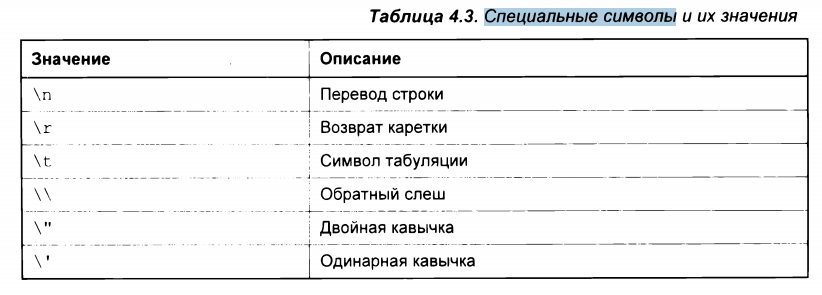 Таблица 4.3. Специальные символы и их значения
Значение Описание
\n Перевод строки
\r Возврат каретки
\t Символ табуляции
\\ Обратный слеш
\" Двойная кавычка
\' Одинарная кавычка